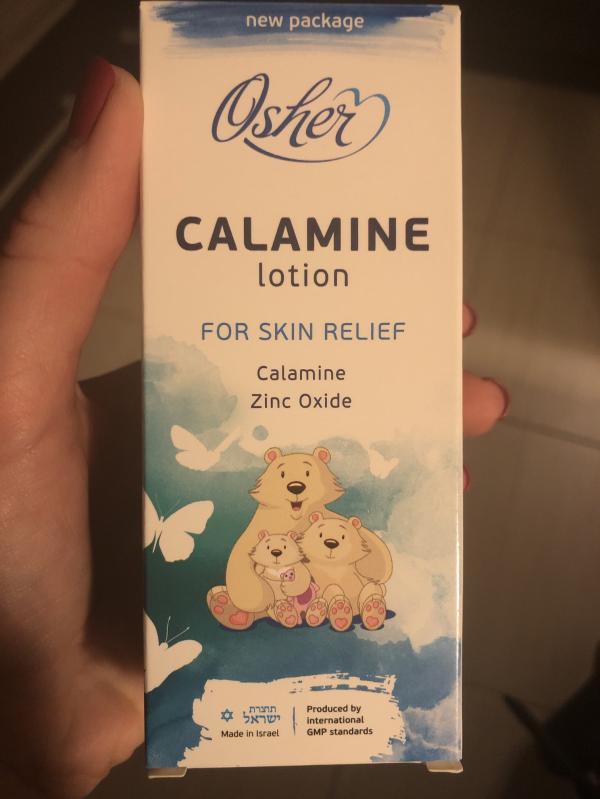 new package
Osher
CALAMINE
lotion
FOR SKIN RELIEF
Calamine
Zinc Oxide
תוצרת
ישראל
Made in Israel
Produced by
international
GMP standards